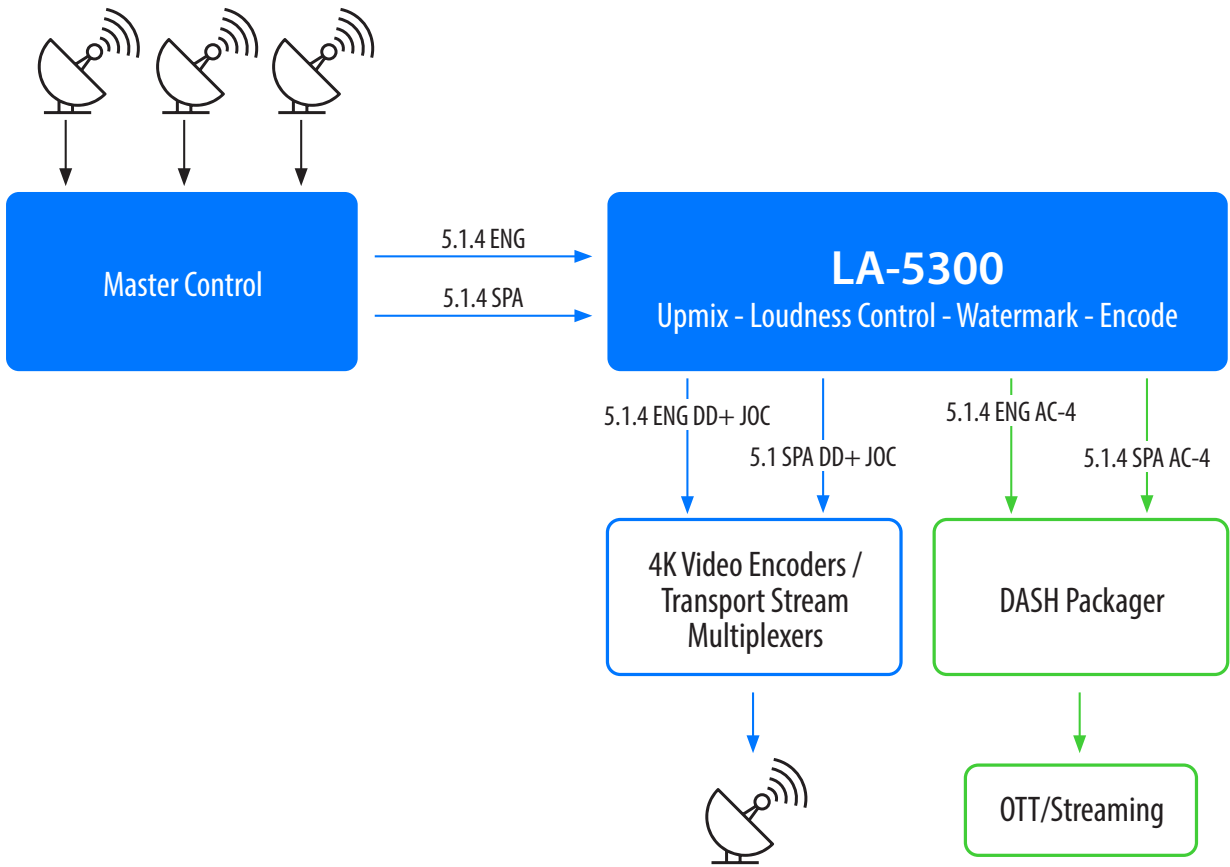 5.1.4 ENG
Master Control
5.1.4 SPA
LA-5300
Upmix - Loudness Control - Watermark - Encode
5.1.4 ENG DD+ JOC
5.1 SPA DD+ JOC
5.1.4 ENG AC-4
5.1.4 SPA AC-4
4K Video Encoders /
Transport Stream
Multiplexers
DASH Packager
OTT/Streaming